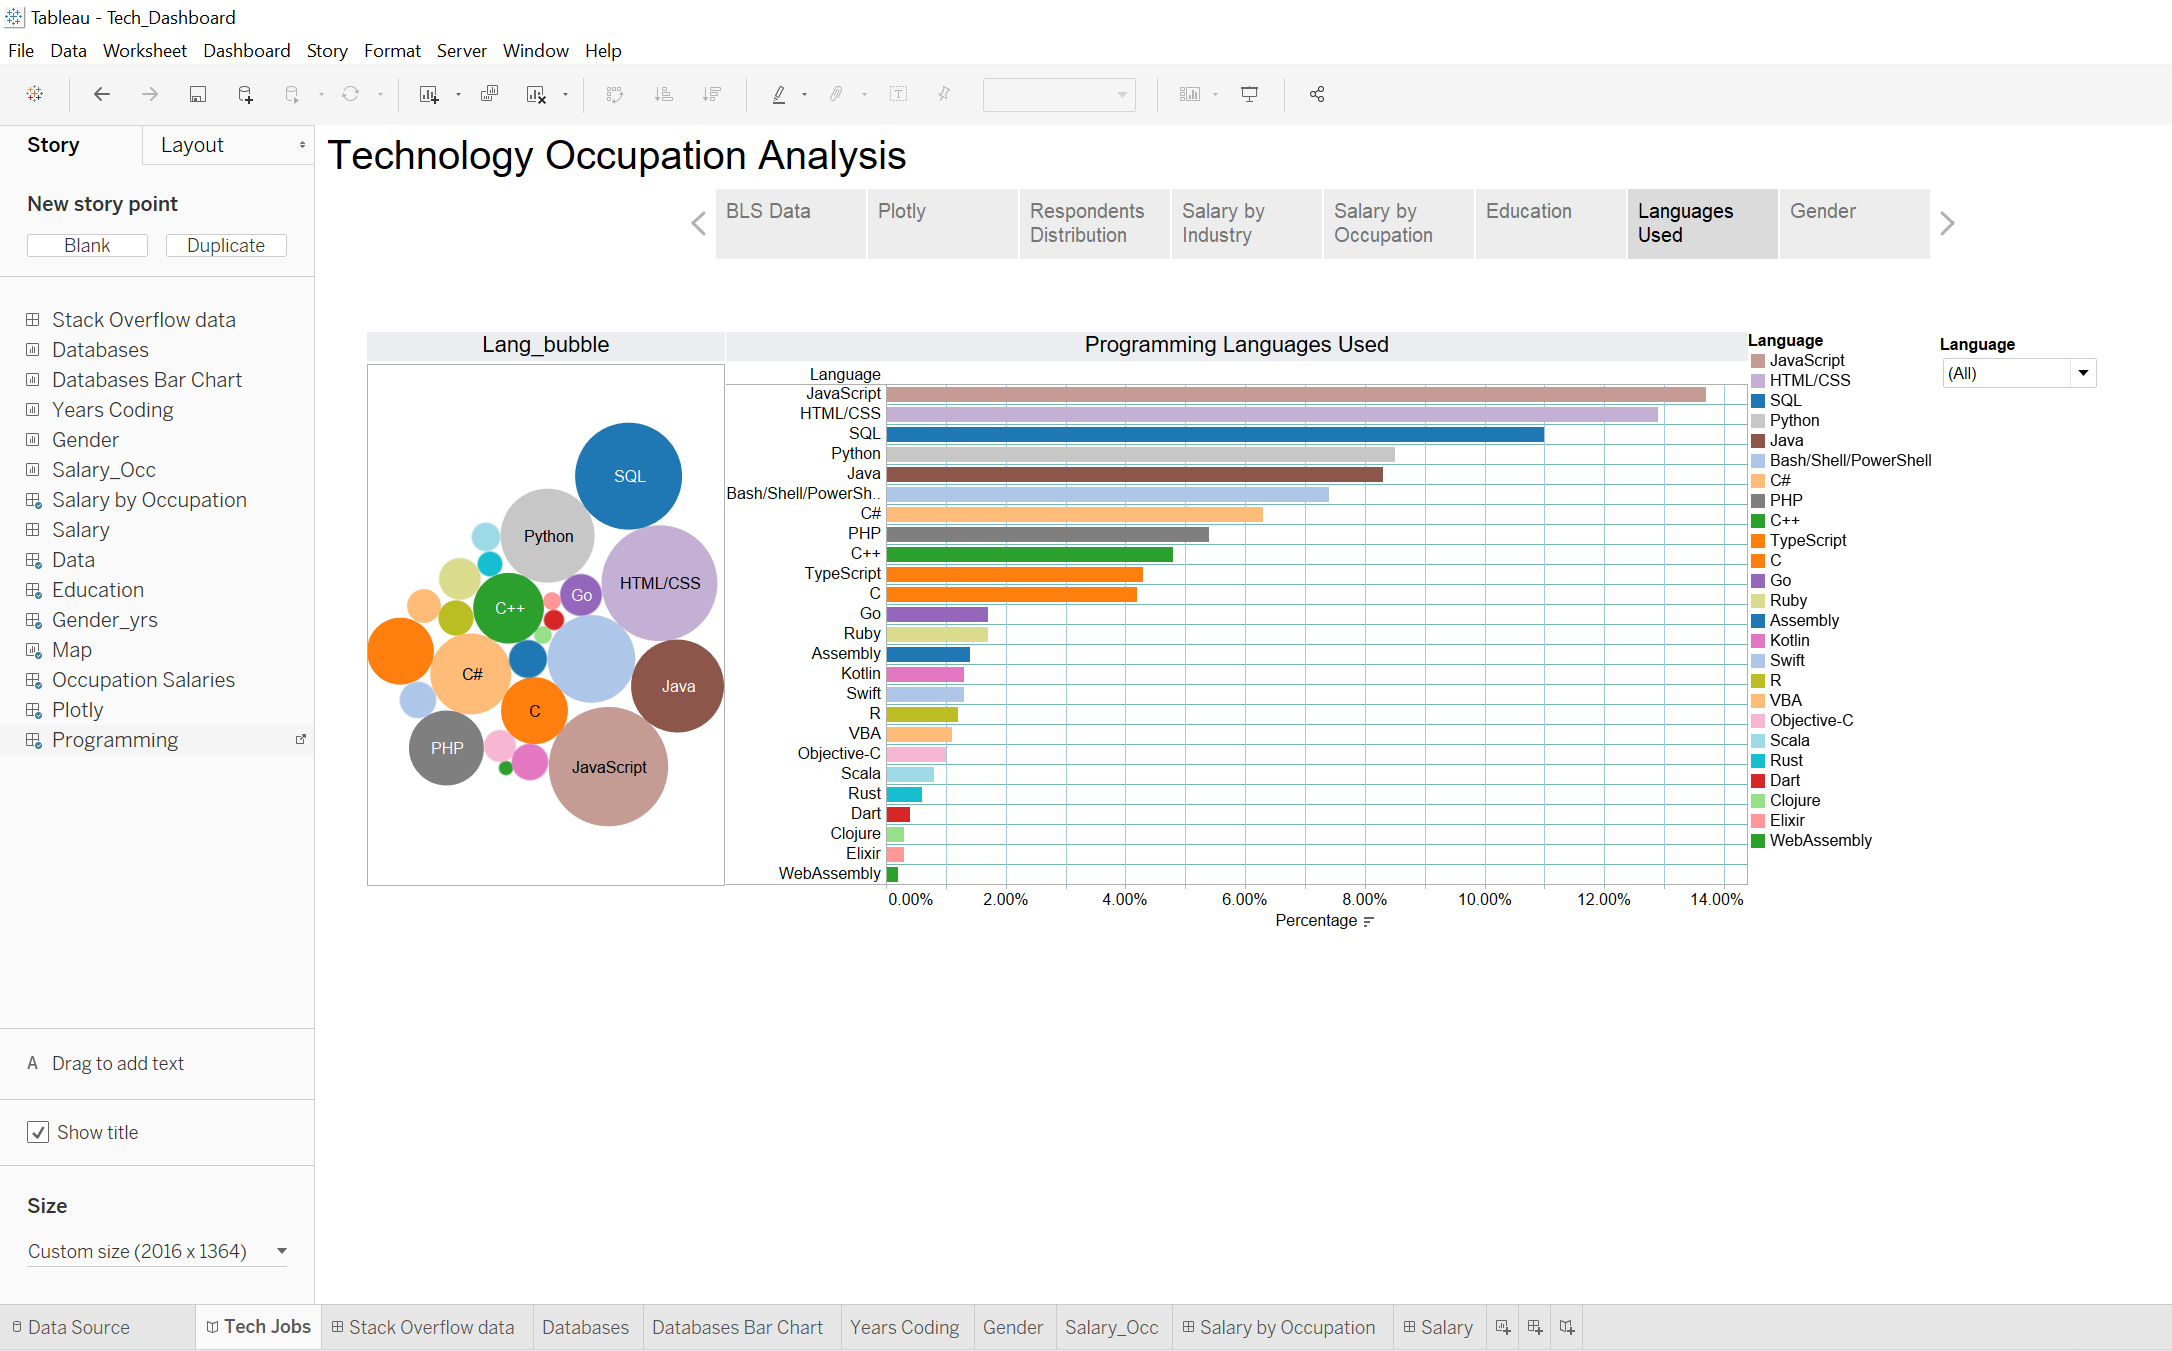 Tableau - Tech_Dashboard
File Data Worksheet Dashboard Story Format Server Window Help
Story Layout
New story point
Blank Duplicate
Stack Overflow data
Databases
Databases Bar Chart
Years Coding
Gender
Salary_Occ
Salary by Occupation
Salary
Data
Education
Gender_yrs
Map
Occupation Salaries
Plotly
Programming
A Drag to add text
Show title
Size
Custom size (2016 x 1364)
Technology Occupation Analysis
BLS Data
Plotly
Respondents
Distribution
Salary by
Industry
Salary by
Occupation
Education
Languages
Used
Gender
Lang_bubble
SQL
Python
HTML/CSS
Go
C++
C#
Java
C
PHP
JavaScript
Programming Languages Used
Language
JavaScript
HTML/CSS
SQL
Python
Java
Bash/Shell/PowerSh..
C#
PHP
C++
TypeScript
C
Go
Ruby
Assembly
Kotlin
Swift
R
VBA
Objective-C
Scala
Rust
Dart
Clojure
Elixir
WebAssembly
0.00% 2.00% 4.00% 6.00% 8.00% 10.00% 12.00% 14.00%
Percentage
Language
JavaScript
HTML/CSS
SQL
Python
Java
Bash/Shell/PowerShell
C#
PHP
C++
TypeScript
C
Go
Ruby
Assembly
Kotlin
Swift
R
VBA
Objective-C
Scala
Rust
Dart
Clojure
Elixir
WebAssembly
Language
(All)
Data Source Tech Jobs Stack Overflow data Databases Databases Bar Chart Years Coding Gender Salary_Occ Salary by Occupation Salary